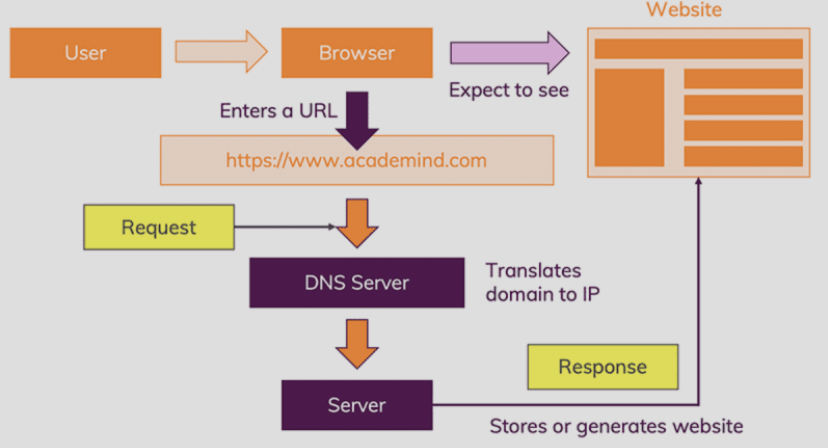 Website
User
Browser
Expect to see
Enters a URL
https://www.academind.com
Request
DNS Server
Translates
domain to IP
Response
Server
Stores or generates website